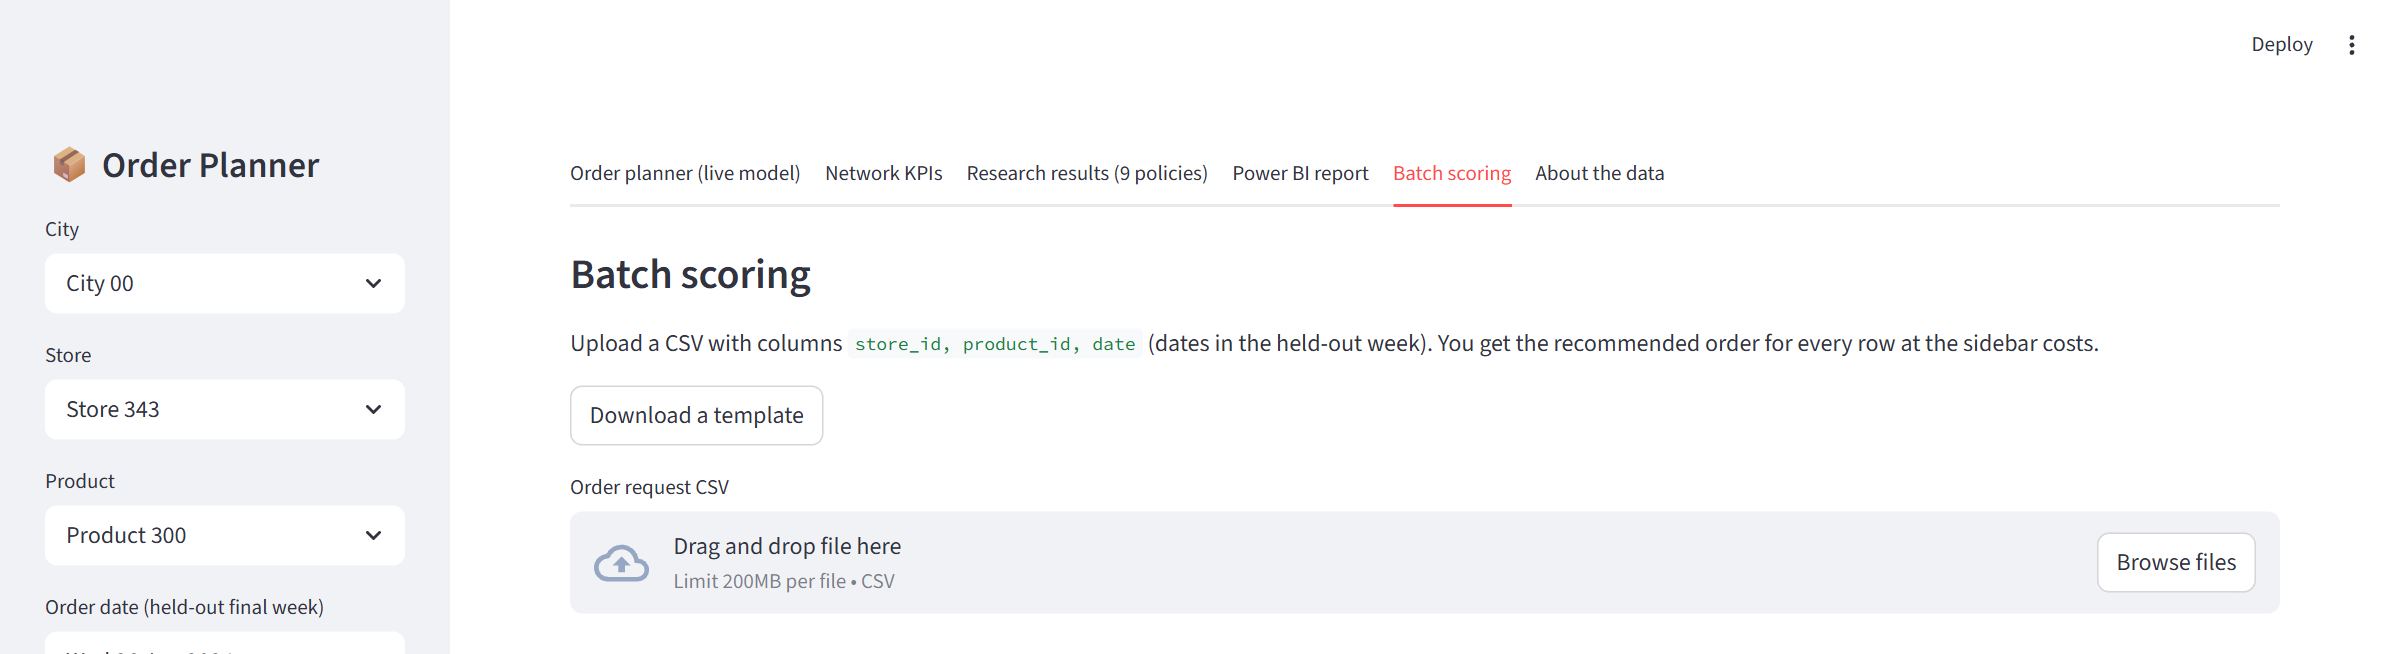 Deploy
Order Planner
City
City 00
Store
Store 343
Product
Product 300
Order date (held-out final week)
Order planner (live model) Network KPIs Research results (9 policies) Power BI report Batch scoring About the data
Batch scoring
Upload a CSV with columns store_id, product_id, date (dates in the held-out week). You get the recommended order for every row at the sidebar costs.
Download a template
Order request CSV
Drag and drop file here
Limit 200MB per file • CSV
Browse files